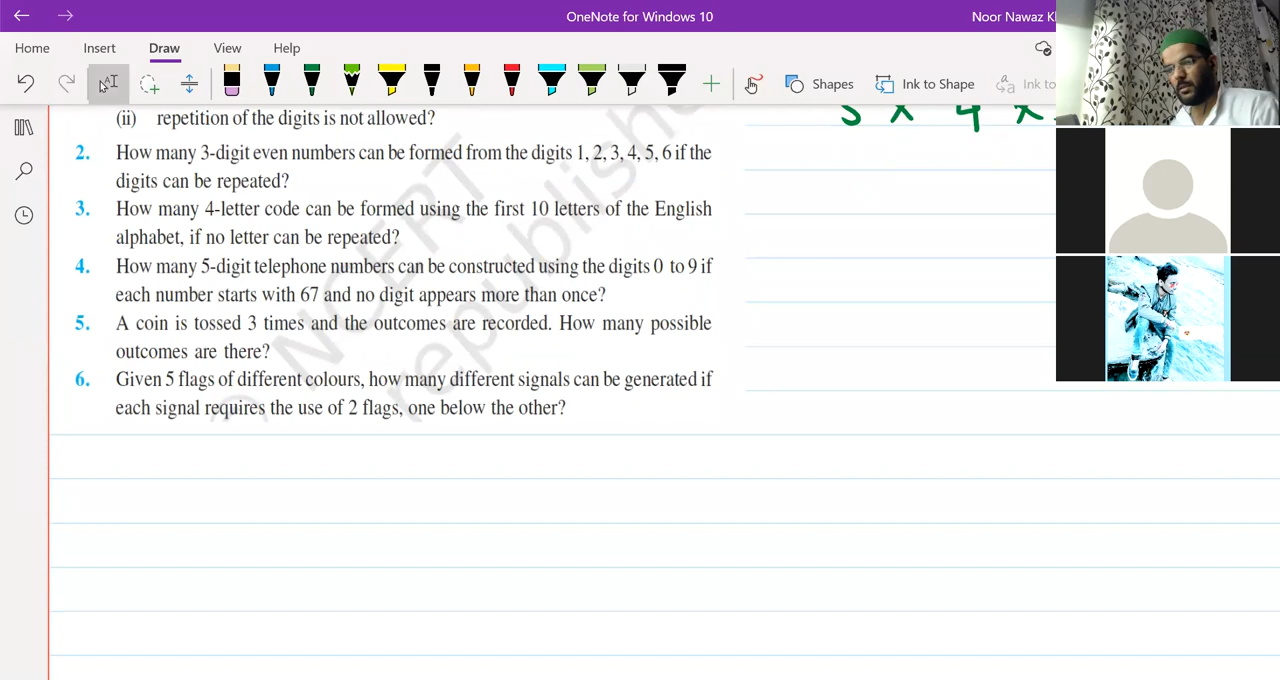 OneNote for Windows 10
Noor Nawaz K
Home Insert Draw View Help
Shapes Ink to Shape Ink to
(ii) repetition of the digits is not allowed?
2. How many 3-digit even numbers can be formed from the digits 1, 2, 3, 4, 5, 6 if the
digits can be repeated?
3. How many 4-letter code can be formed using the first 10 letters of the English
alphabet, if no letter can be repeated?
4. How many 5-digit telephone numbers can be constructed using the digits 0 to 9 if
each number starts with 67 and no digit appears more than once?
5. A coin is tossed 3 times and the outcomes are recorded. How many possible
outcomes are there?
6. Given 5 flags of different colours, how many different signals can be generated if
each signal requires the use of 2 flags, one below the other?
NCERT
republishe